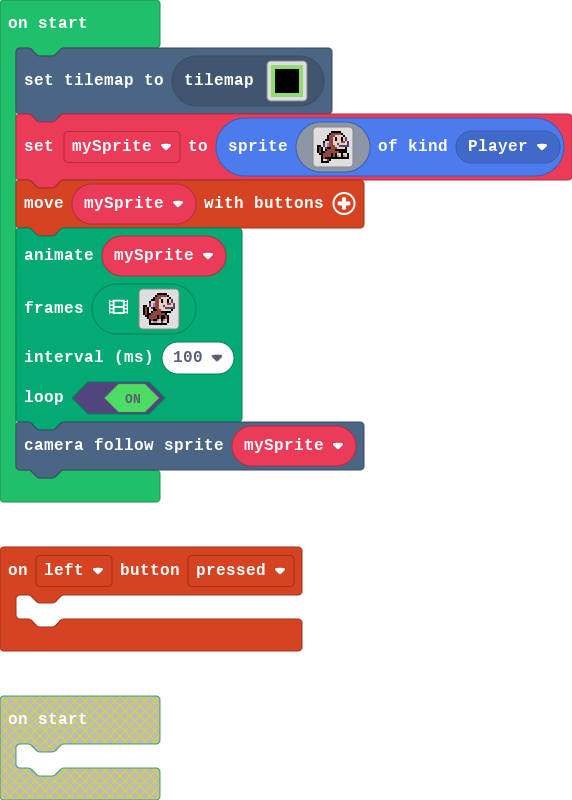 on start
set tilemap to tilemap
set mySprite to sprite of kind Player
move mySprite with buttons
animate mySprite
frames
interval (ms) 100
loop ON
camera follow sprite mySprite
on left button pressed
on start